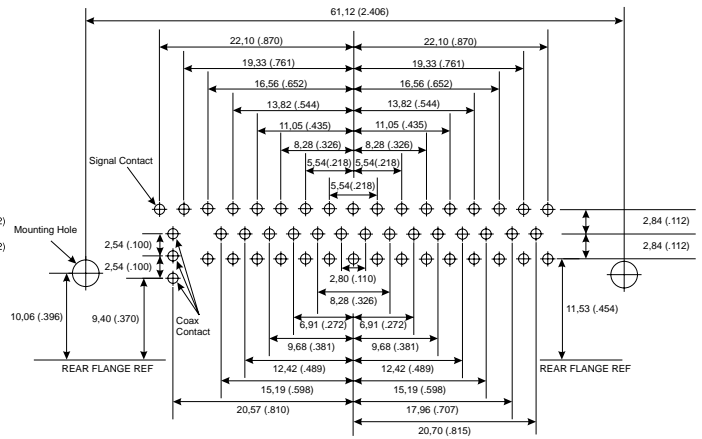 61,12 (2.406)
22,10 (.870) 22,10 (.870)
19,33 (.761) 19,33 (.761)
16,56 (.652) 16,56 (.652)
13,82 (.544) 13,82 (.544)
11,05 (.435) 11,05 (.435)
8,28 (.326) 8,28 (.326)
5,54(.218) 5,54(.218)
5,54(.218)
Signal Contact
2,84 (.112)
Mounting Hole
2,54 (.100)
2,84 (.112)
2,54 (.100)
2,80 (.110)
8,28 (.326)
11,53 (.454)
10,06 (.396)
9,40 (.370)
Coax
Contact
6,91 (.272) 6,91 (.272)
9,68 (.381) 9,68 (.381)
REAR FLANGE REF
12,42 (.489) 12,42 (.489)
REAR FLANGE REF
15,19 (.598) 15,19 (.598)
20,57 (.810) 17,96 (.707)
20,70 (.815)